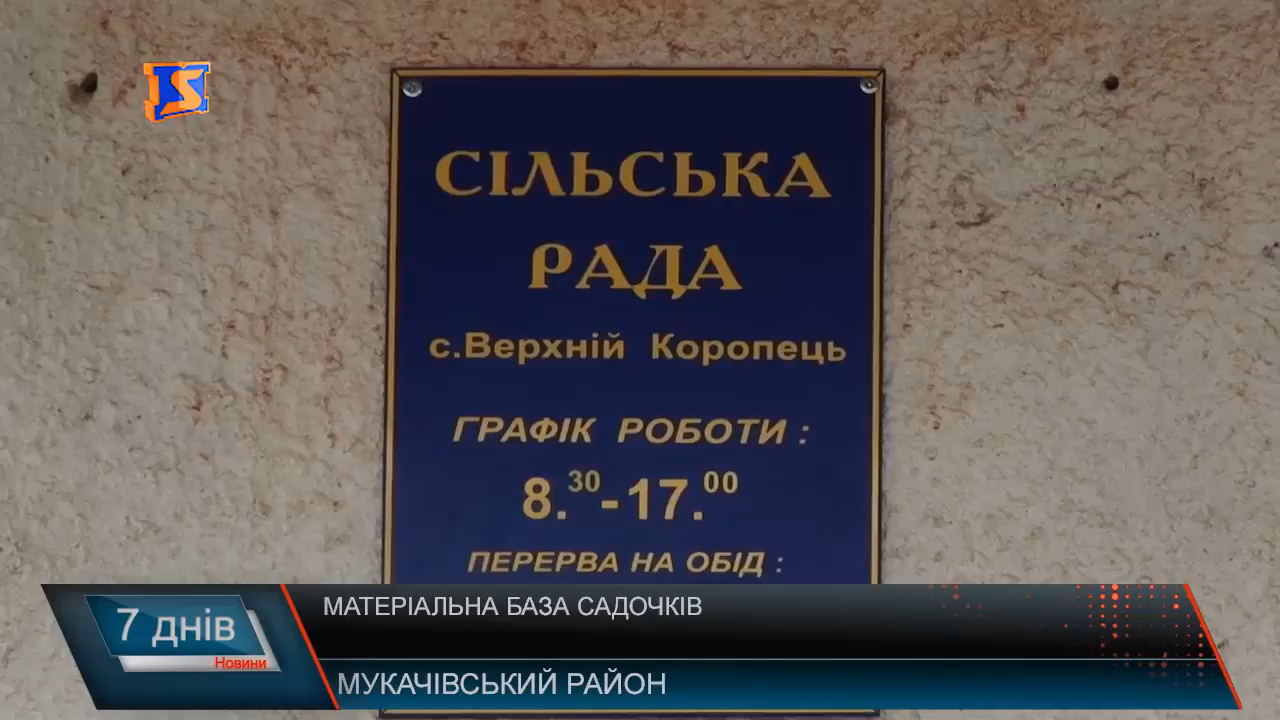 СІЛЬСЬКА
РАДА
с.Верхній Коропець
ГРАФІК РОБОТИ :
8.30-17.00
ПЕРЕРВА НА ОБІД :
МАТЕРІАЛЬНА БАЗА САДОЧКІВ
7 днів
Новини
МУКАЧІВСЬКИЙ РАЙОН